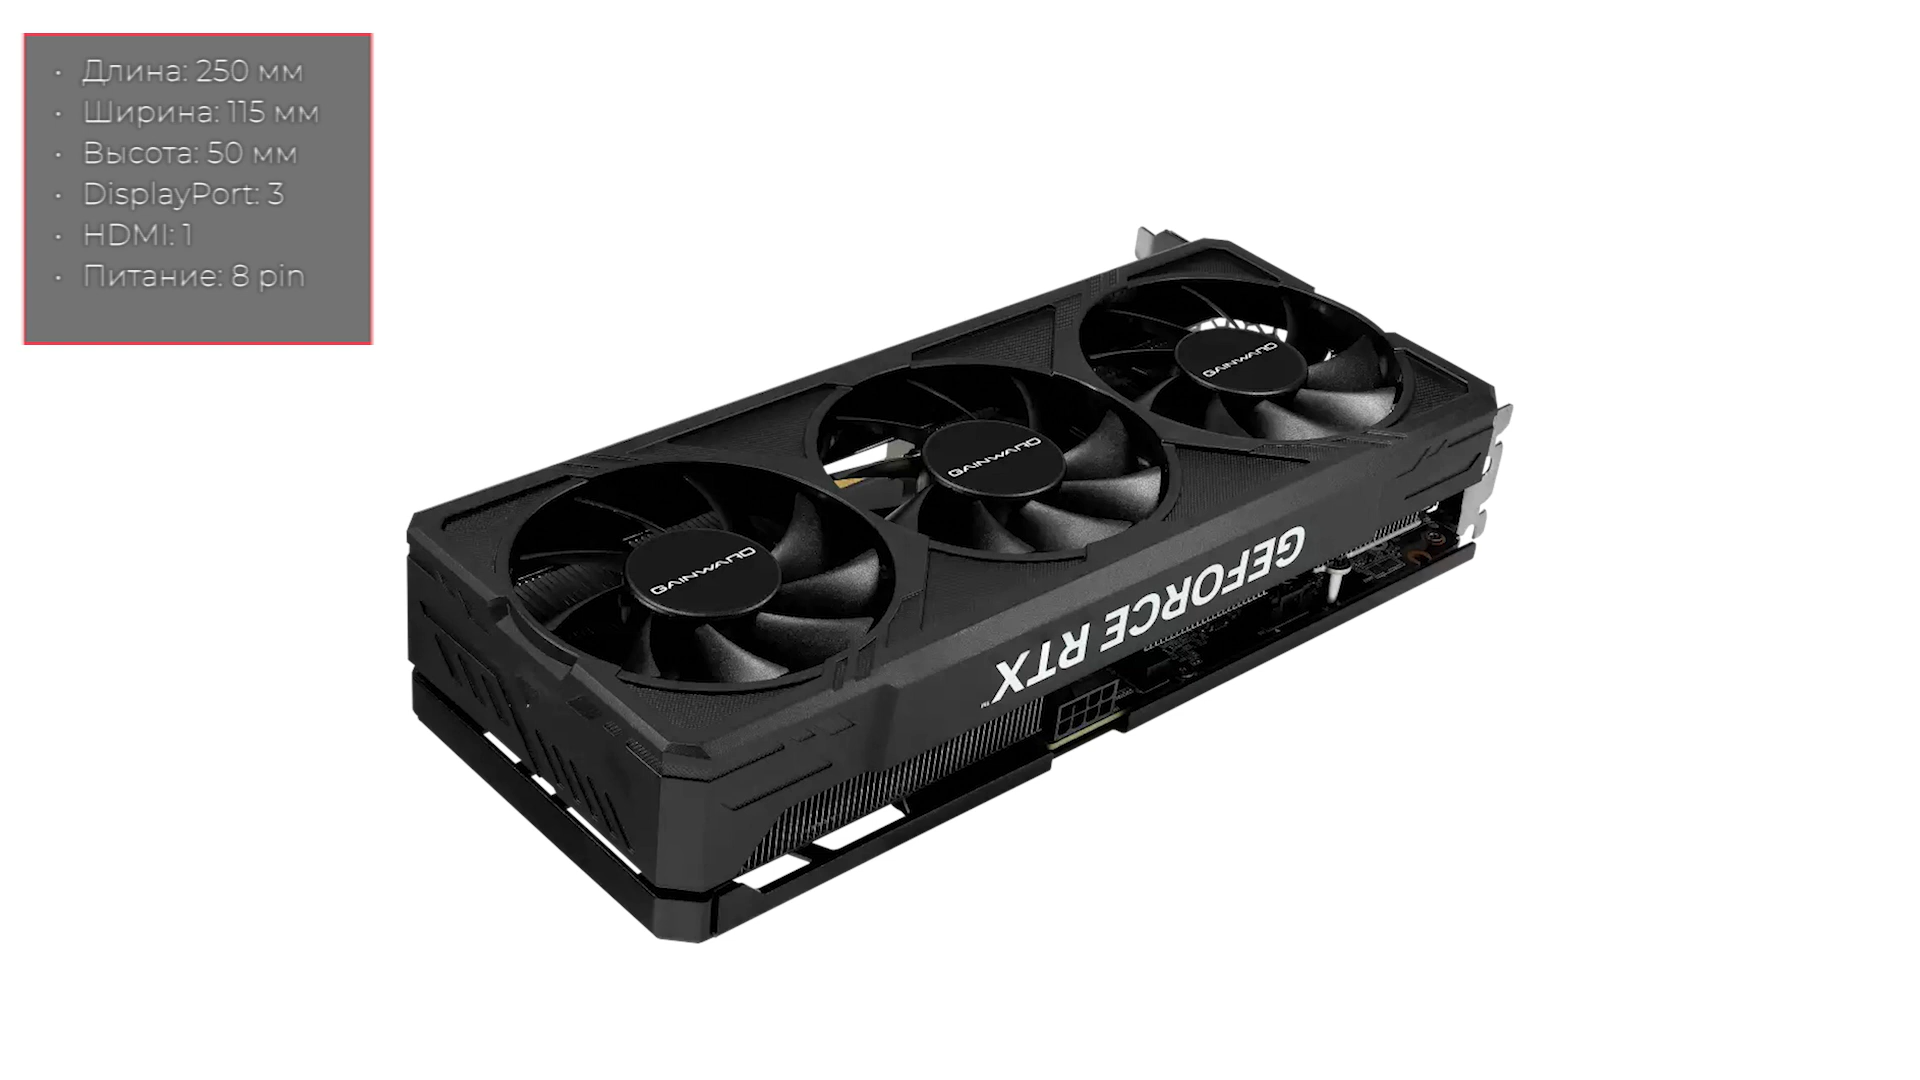 • Длина: 250 мм
• Ширина: 115 мм
• Высота: 50 мм
• DisplayPort: 3
• HDMI: 1
• Питание: 8 pin
GAINWARD
GAINWARD
GAINWARD
GEFORCE RTX™